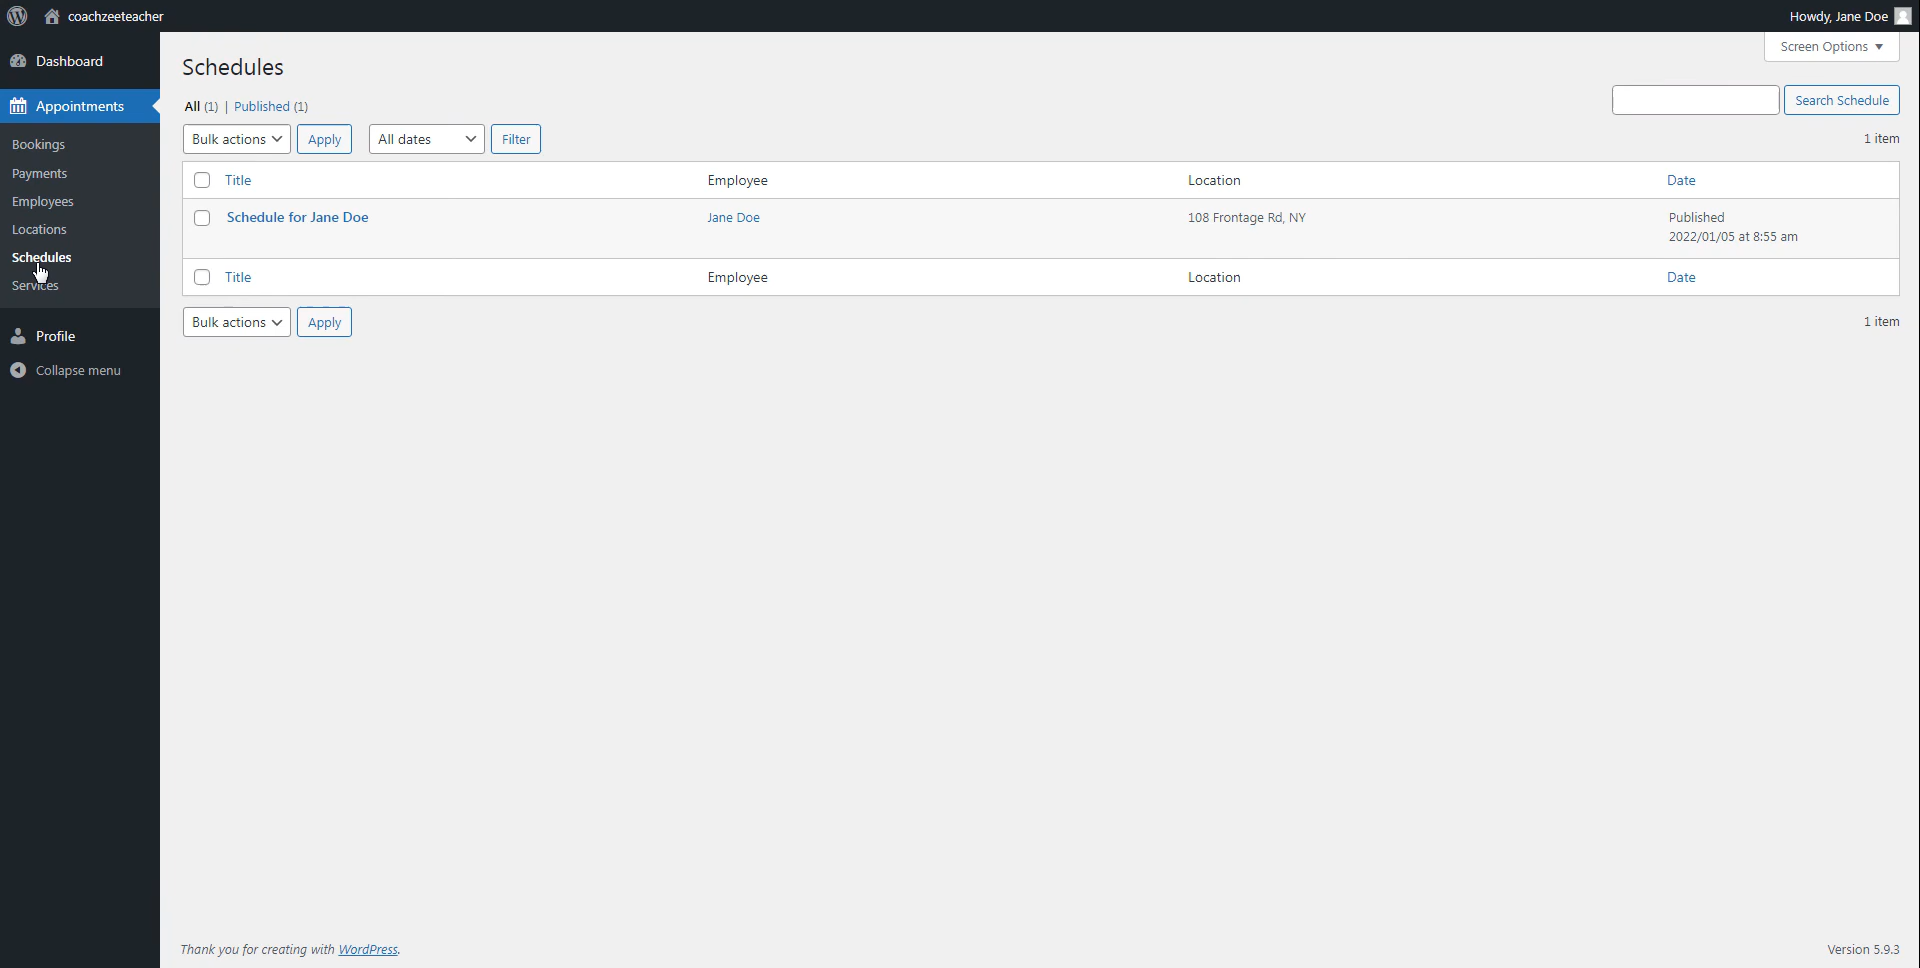 coachzeeteacher
Howdy, Jane Doe
Dashboard
Appointments
Bookings
Payments
Employees
Locations
Schedules
Services
Profile
Collapse menu
Screen Options
Schedules
All (1) | Published (1)
Search Schedule
Bulk actions Apply All dates Filter 1 item
Title Employee Location Date
Schedule for Jane Doe Jane Doe 108 Frontage Rd, NY Published
2022/01/05 at 8:55 am
Title Employee Location Date
Bulk actions Apply 1 item
Thank you for creating with WordPress. Version 5.9.3